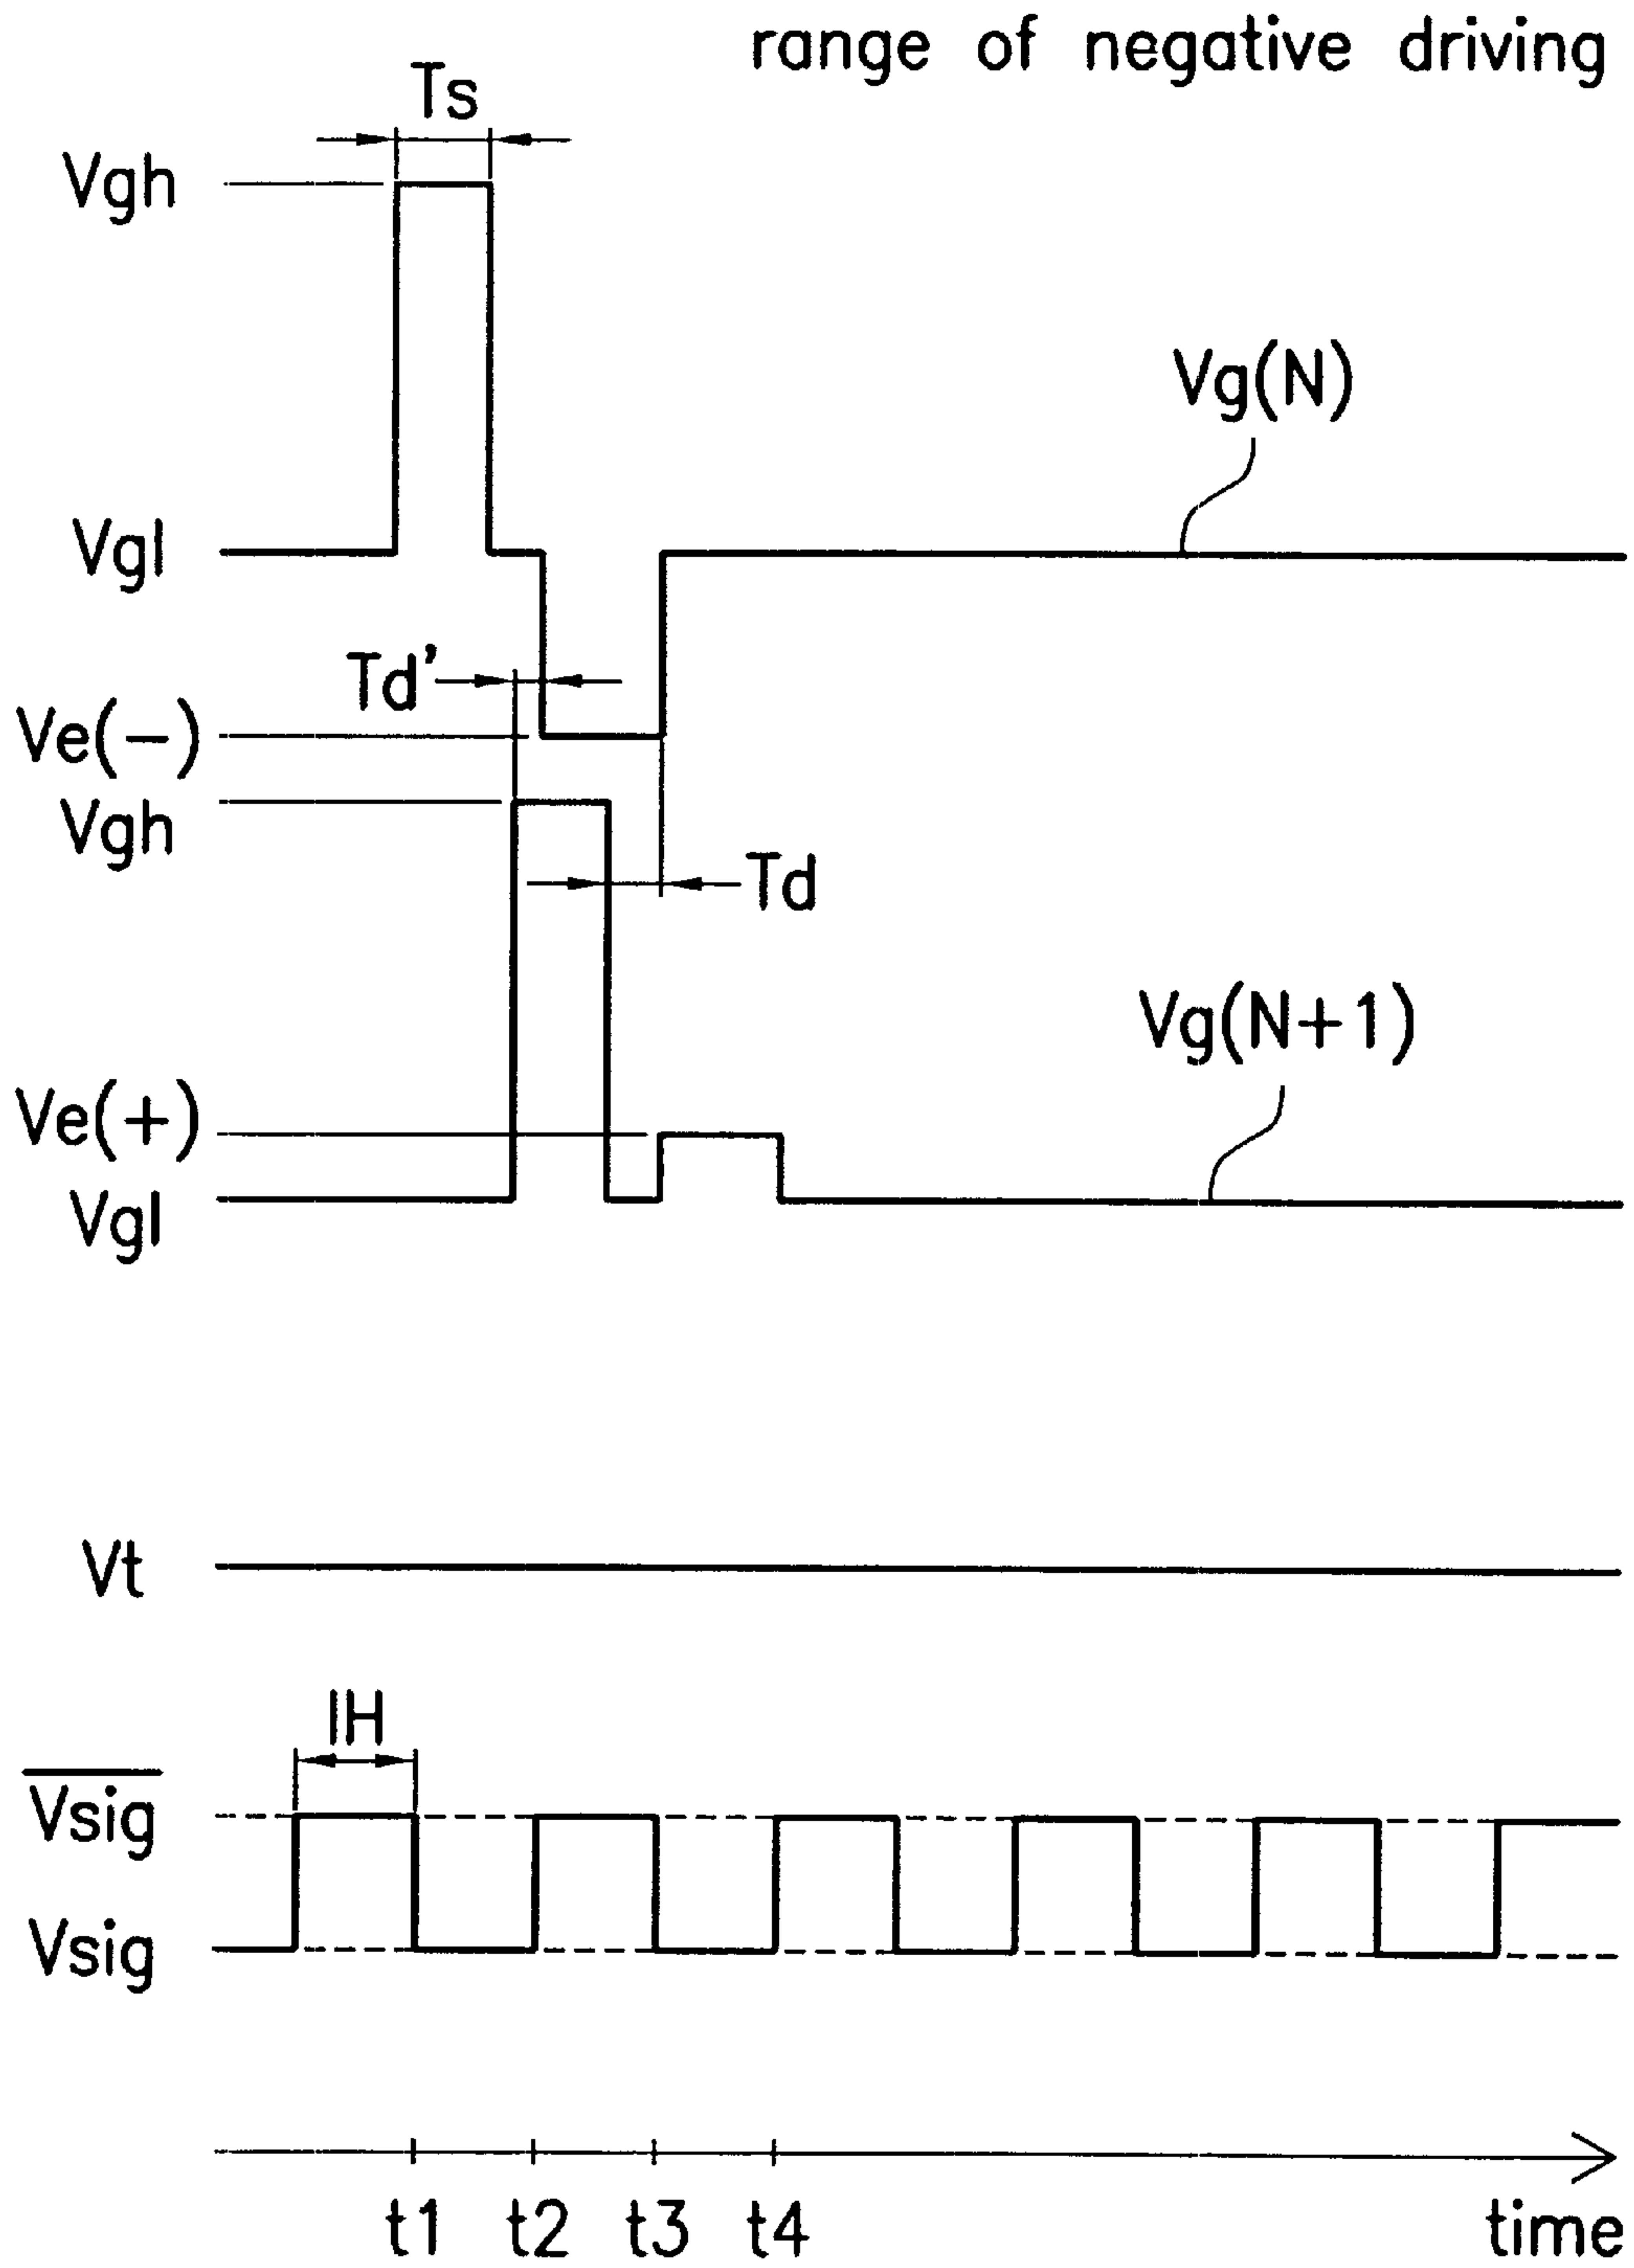 range of negative driving
Ts
Vgh
Vg(N)
Vgl
Td’
Ve(−)
Vgh
Td
Vg(N+1)
Ve(+)
Vgl
Vt
IH
V̅s̅i̅g̅
Vsig
t1 t2 t3 t4 time